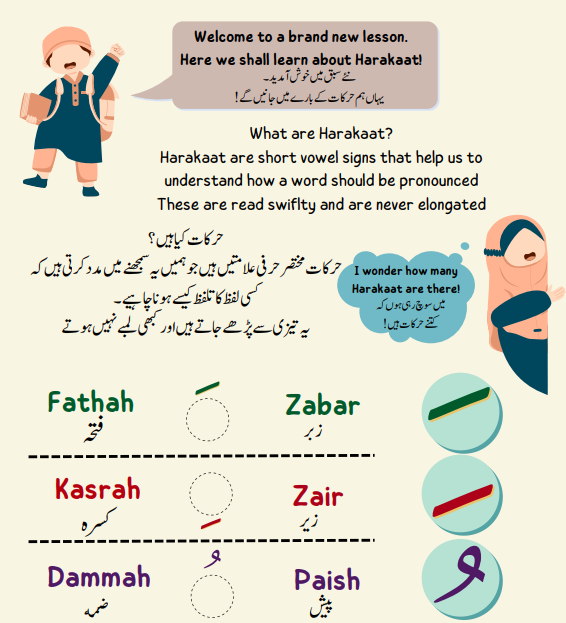 Welcome to a brand new lesson.
Here we shall learn about Harakaat!
نئے سبق میں خوش آمدید۔
یہاں ہم حرکات کے بارے میں جانیں گے!
What are Harakaat?
Harakaat are short vowel signs that help us to
understand how a word should be pronounced
These are read swiflty and are never elongated
حرکات کیا ہیں؟
حرکات مختصر حرفی علامتیں ہیں جو ہمیں یہ سمجھنے میں مدد کرتی ہیں کہ
کسی لفظ کا تلفظ کیسے ہونا چاہیے۔
یہ تیزی سے پڑھے جاتے ہیں اور کبھی لمبے نہیں ہوتے
I wonder how many
Harakaat are there!
میں سوچ رہی ہوں کہ
کتنے حرکات ہیں!
Fathah
فتحہ
Zabar
زبر
Kasrah
کسرہ
Zair
زیر
Dammah
ضمہ
Paish
پیش